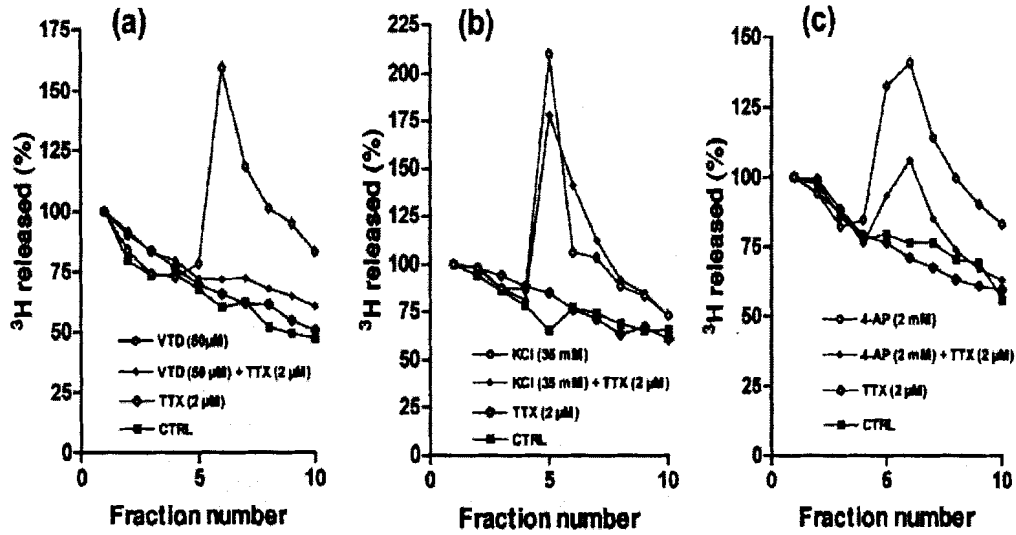 (a)
³H released (%)
175
150
125
100
75
50
25
0
VTD (50µM)
VTD (50 µM) + TTX (2 µM)
TTX (2 µM)
CTRL
0 5 10
Fraction number
(b)
³H released (%)
225
200
175
150
125
100
75
50
25
0
KCl (35 mM)
KCl (35 mM) + TTX (2 µM)
TTX (2 µM)
CTRL
0 5 10
Fraction number
(c)
³H released (%)
150
125
100
75
50
25
0
4-AP (2 mM)
4-AP (2 mM) + TTX (2 µM)
TTX (2 µM)
CTRL
0 5 10
Fraction number